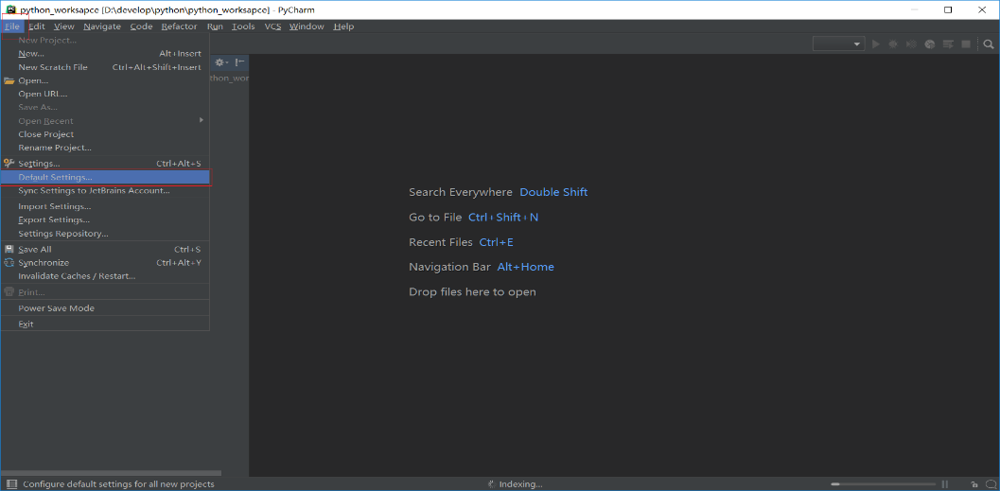 python_worksapce [D:\develop\python\python_worksapce] - PyCharm
File Edit View Navigate Code Refactor Run Tools VCS Window Help
New Project...
New... Alt+Insert
New Scratch File Ctrl+Alt+Shift+Insert
Open...
thon_wor
Open URL...
Save As...
Open Recent
Close Project
Rename Project...
Settings... Ctrl+Alt+S
Default Settings...
Sync Settings to JetBrains Account...
Import Settings...
Export Settings...
Settings Repository...
Save All Ctrl+S
Synchronize Ctrl+Alt+Y
Invalidate Caches / Restart...
Print...
Power Save Mode
Exit
Search Everywhere Double Shift
Go to File Ctrl+Shift+N
Recent Files Ctrl+E
Navigation Bar Alt+Home
Drop files here to open
Configure default settings for all new projects Indexing...